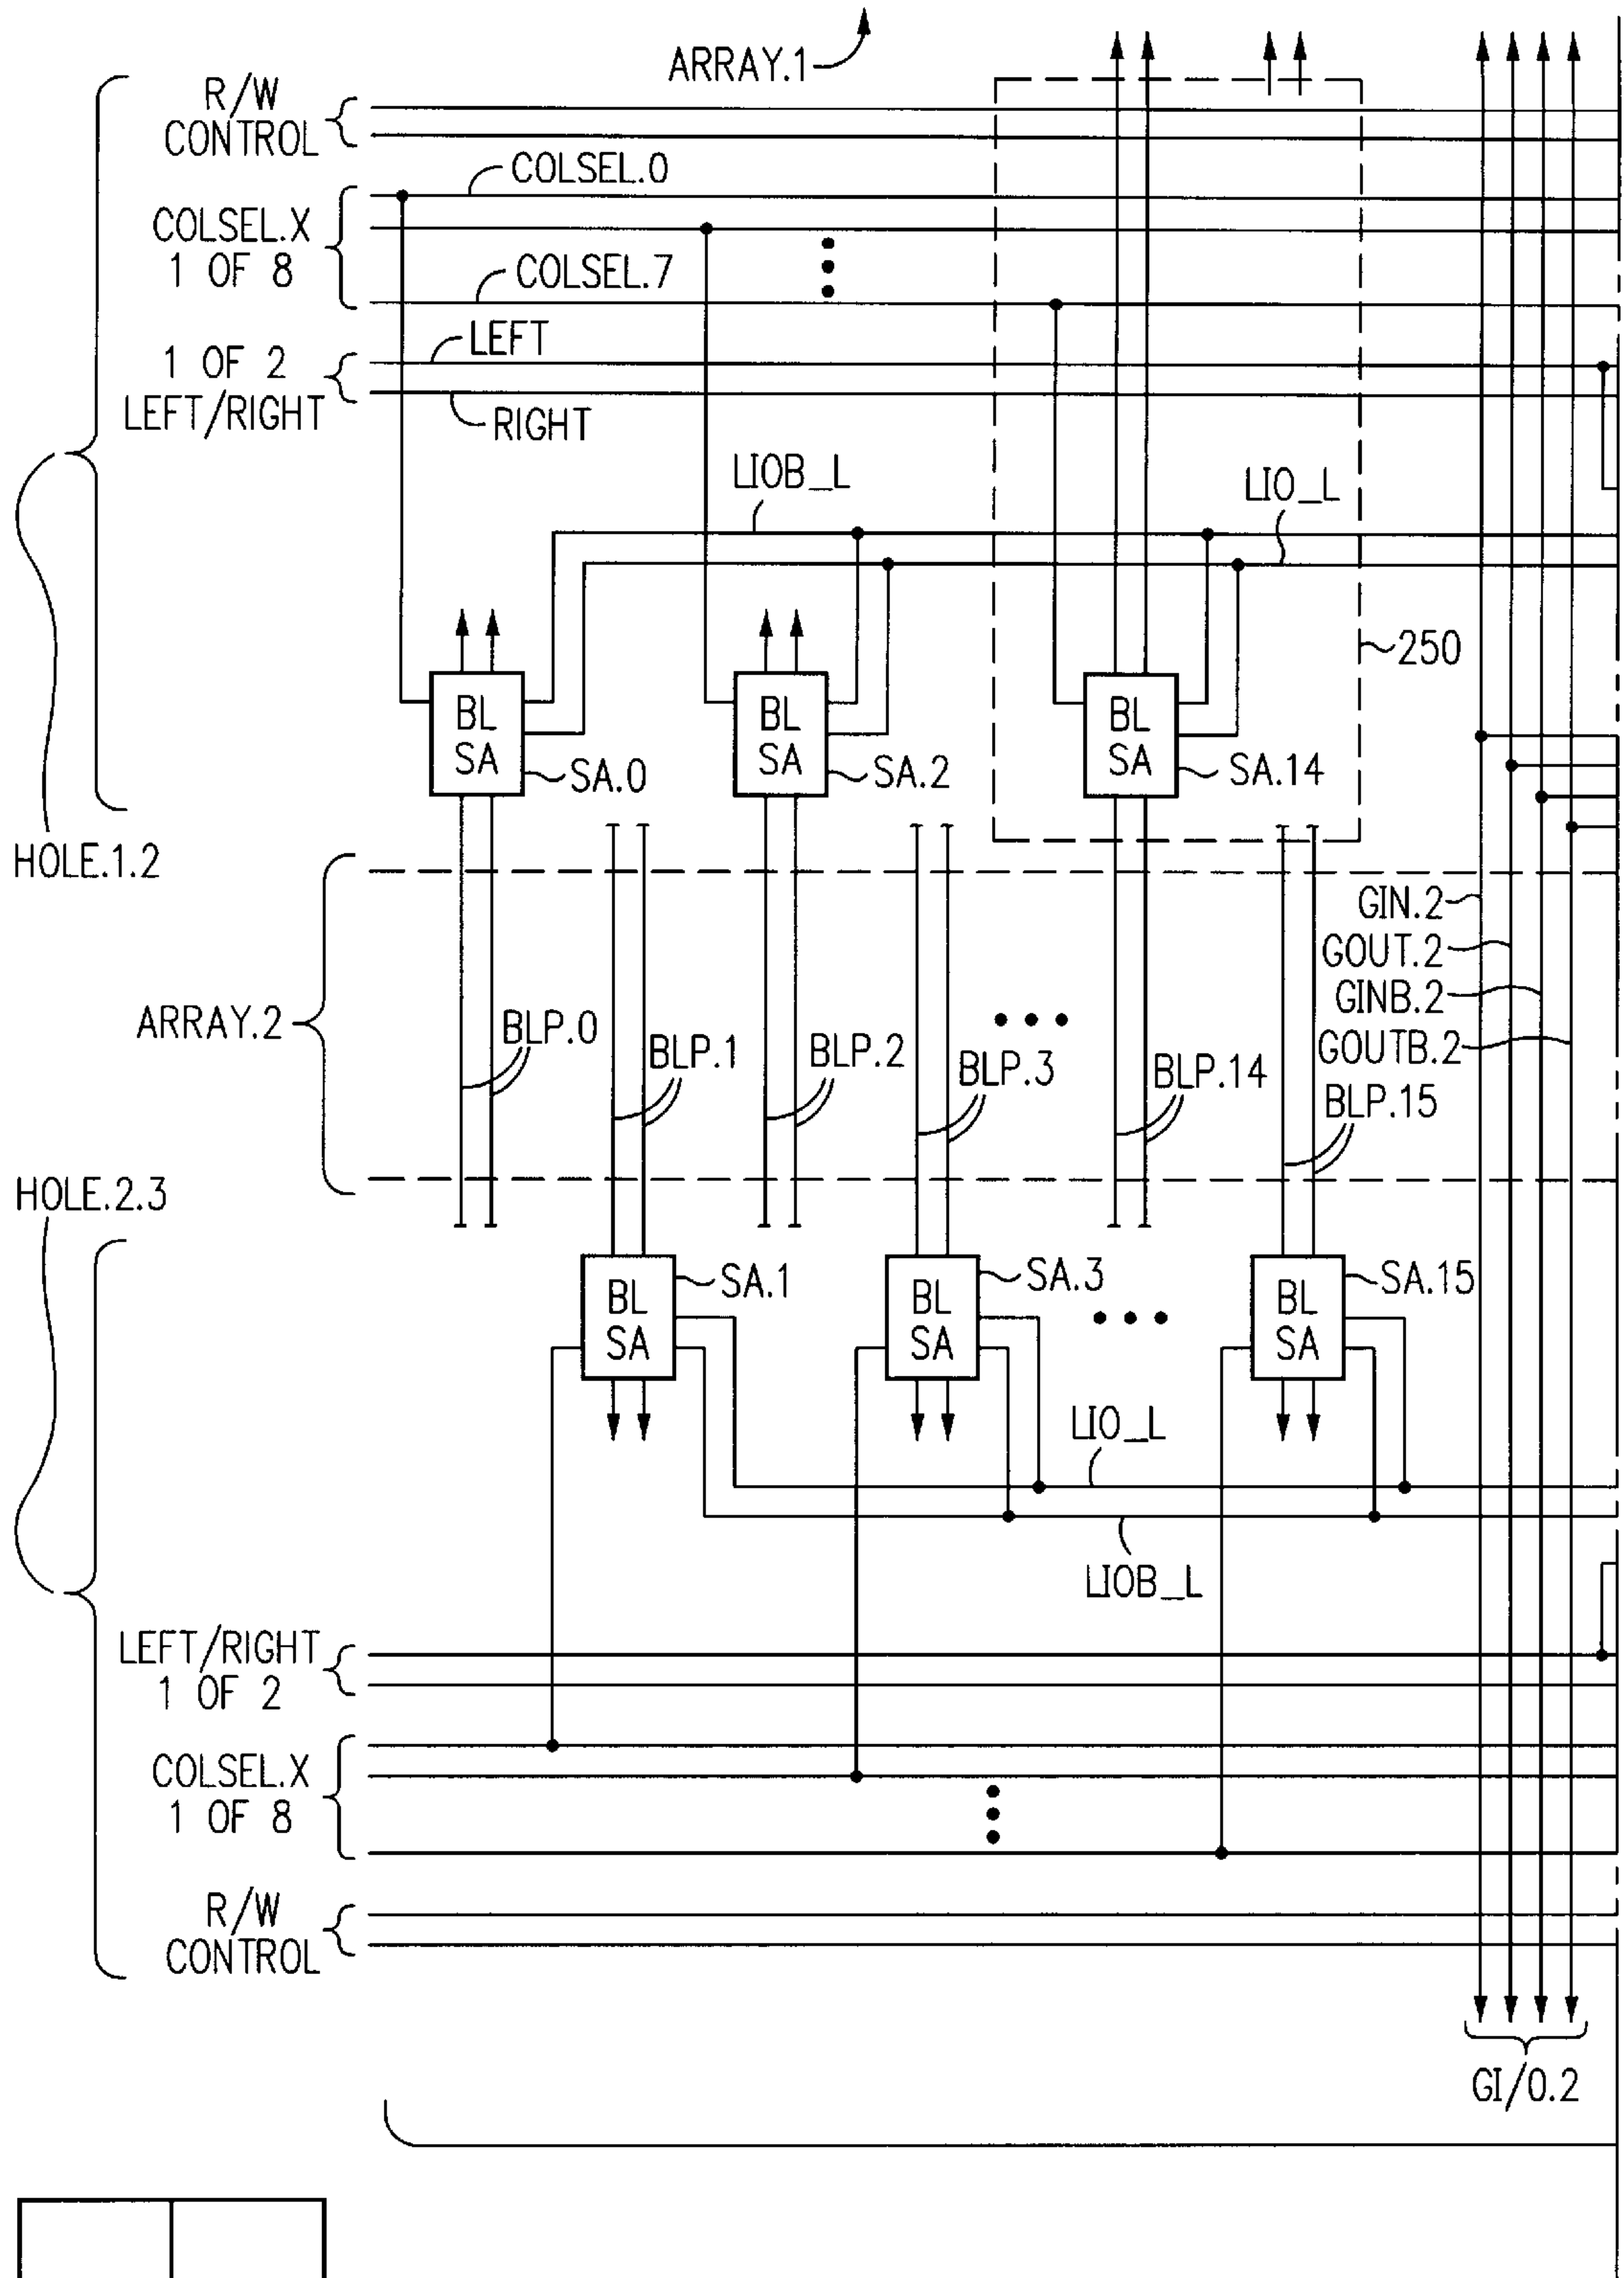 ARRAY.1
R/W
CONTROL
COLSEL.0
COLSEL.X
1 OF 8
COLSEL.7
LEFT
1 OF 2
LEFT/RIGHT
RIGHT
LIOB_L
LIO_L
250
BL
SA
SA.0
BL
SA
SA.2
BL
SA
SA.14
HOLE.1.2
GIN.2
GOUT.2
GINB.2
GOUTB.2
ARRAY.2
BLP.0
BLP.1
BLP.2
BLP.3
BLP.14
BLP.15
HOLE.2.3
BL
SA
SA.1
BL
SA
SA.3
BL
SA
SA.15
LIO_L
LIOB_L
LEFT/RIGHT
1 OF 2
COLSEL.X
1 OF 8
R/W
CONTROL
GI/O.2